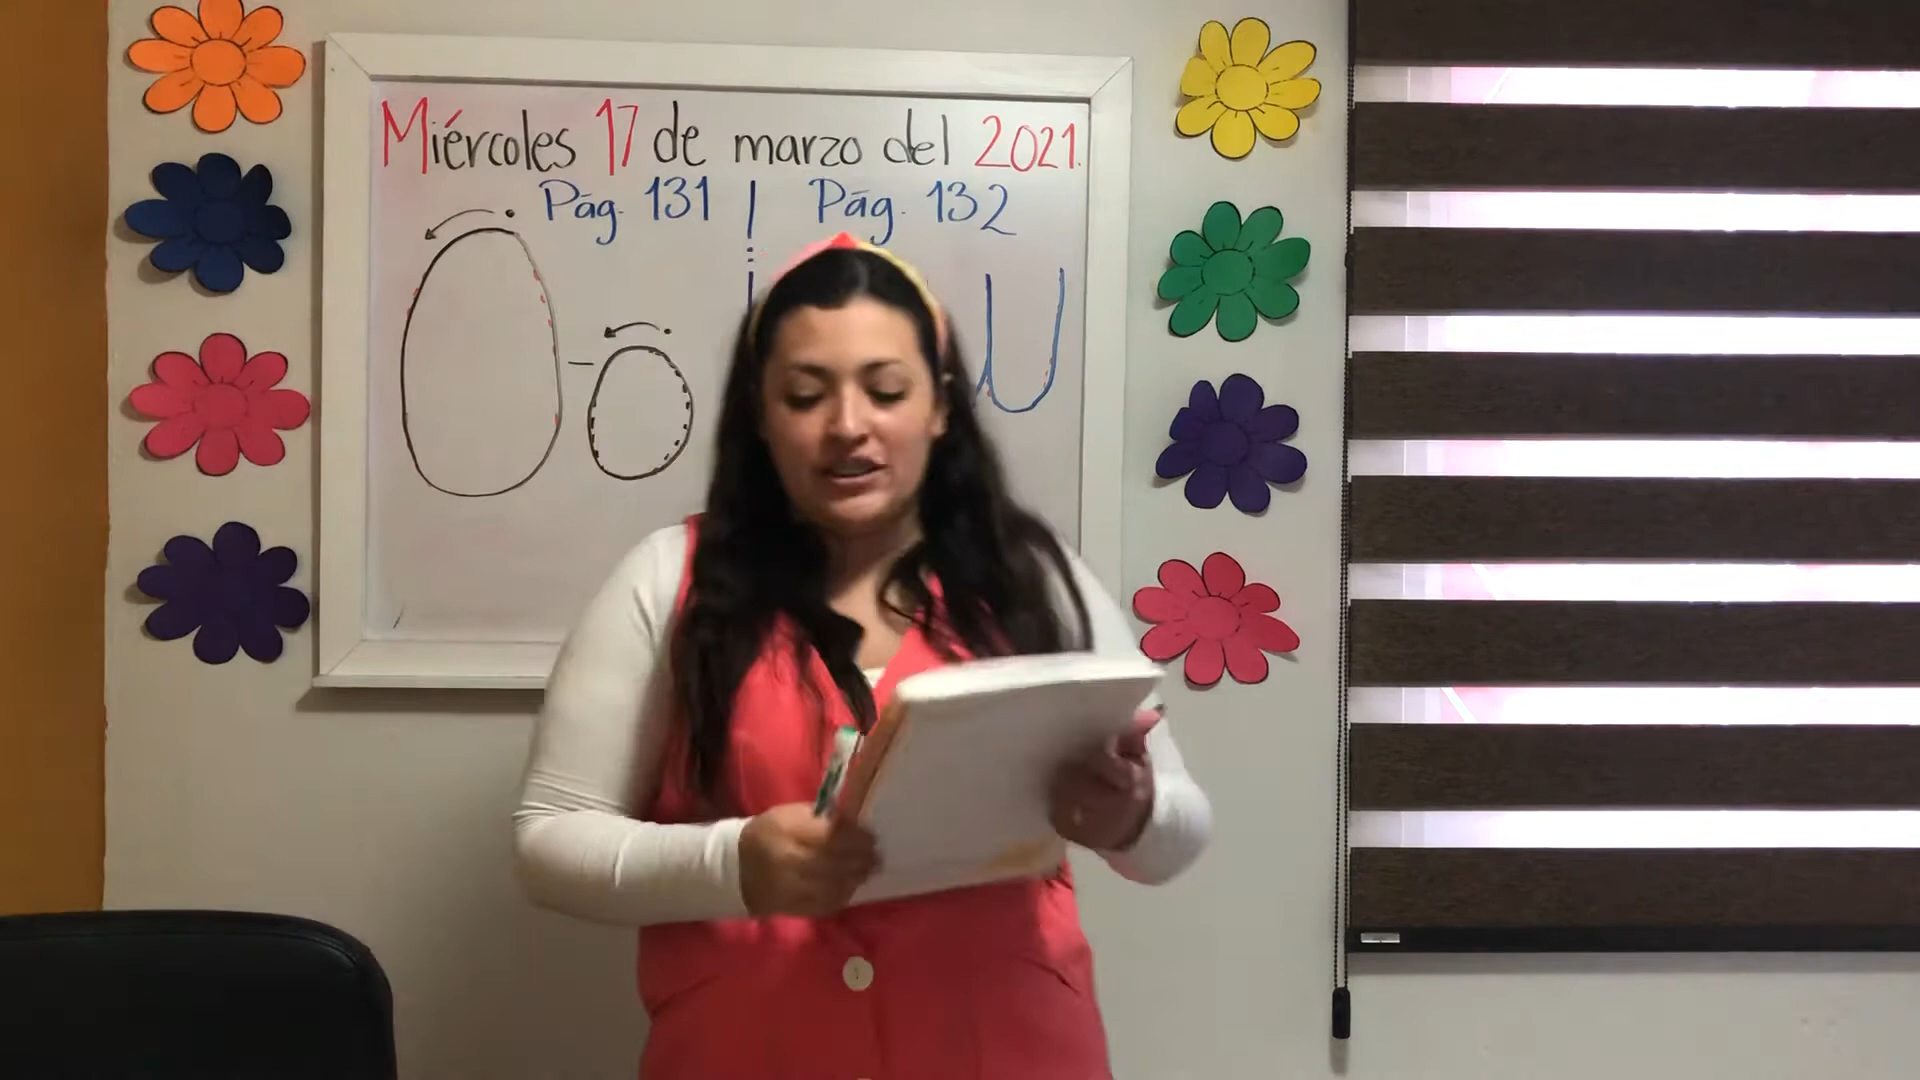 Miércoles 17 de marzo del 2021.
Pág. 131 | Pág. 132
O - o
U